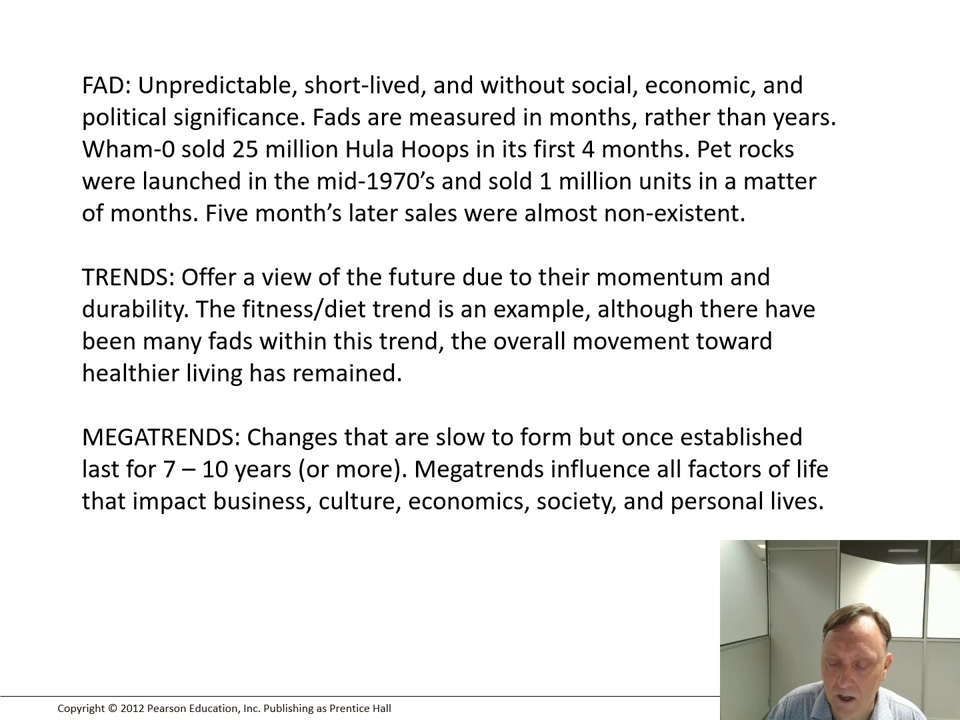 FAD: Unpredictable, short-lived, and without social, economic, and
political significance. Fads are measured in months, rather than years.
Wham-0 sold 25 million Hula Hoops in its first 4 months. Pet rocks
were launched in the mid-1970’s and sold 1 million units in a matter
of months. Five month’s later sales were almost non-existent.
TRENDS: Offer a view of the future due to their momentum and
durability. The fitness/diet trend is an example, although there have
been many fads within this trend, the overall movement toward
healthier living has remained.
MEGATRENDS: Changes that are slow to form but once established
last for 7 – 10 years (or more). Megatrends influence all factors of life
that impact business, culture, economics, society, and personal lives.
Copyright © 2012 Pearson Education, Inc. Publishing as Prentice Hall